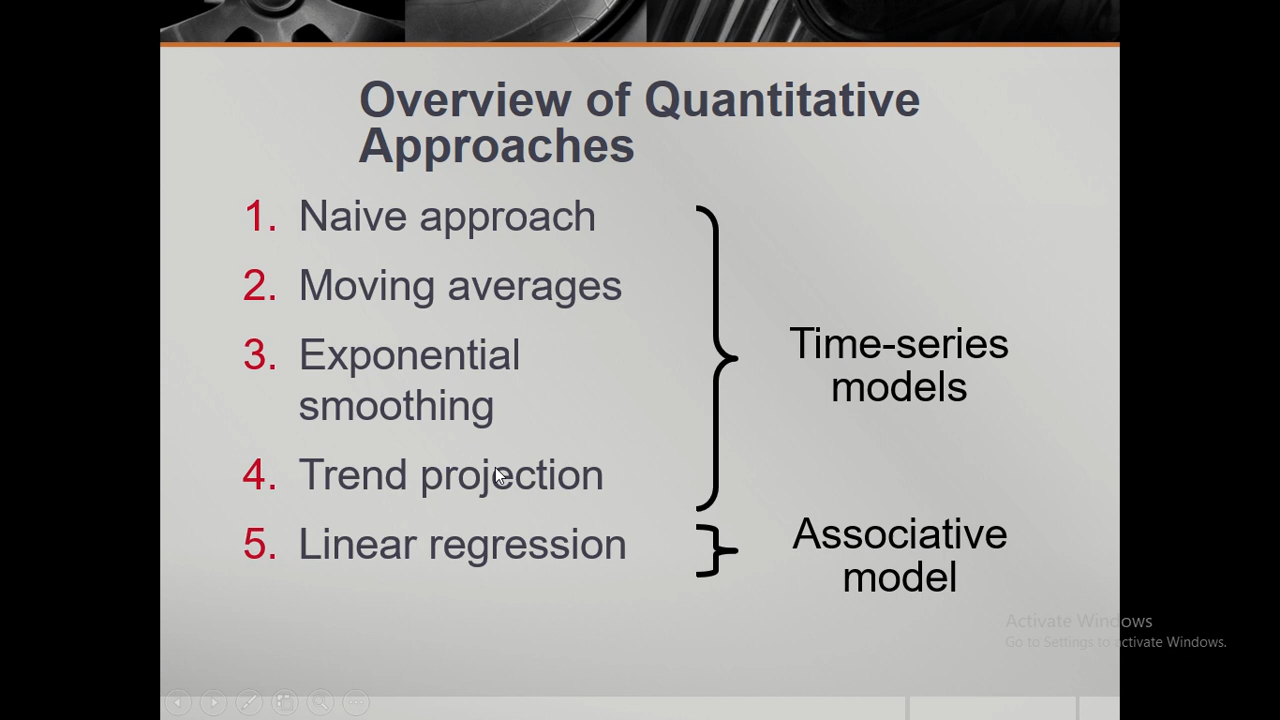 Overview of Quantitative
Approaches
1. Naive approach
2. Moving averages
3. Exponential
smoothing
4. Trend projection
5. Linear regression
Time-series
models
Associative
model
Activate Windows
Go to Settings to activate Windows.